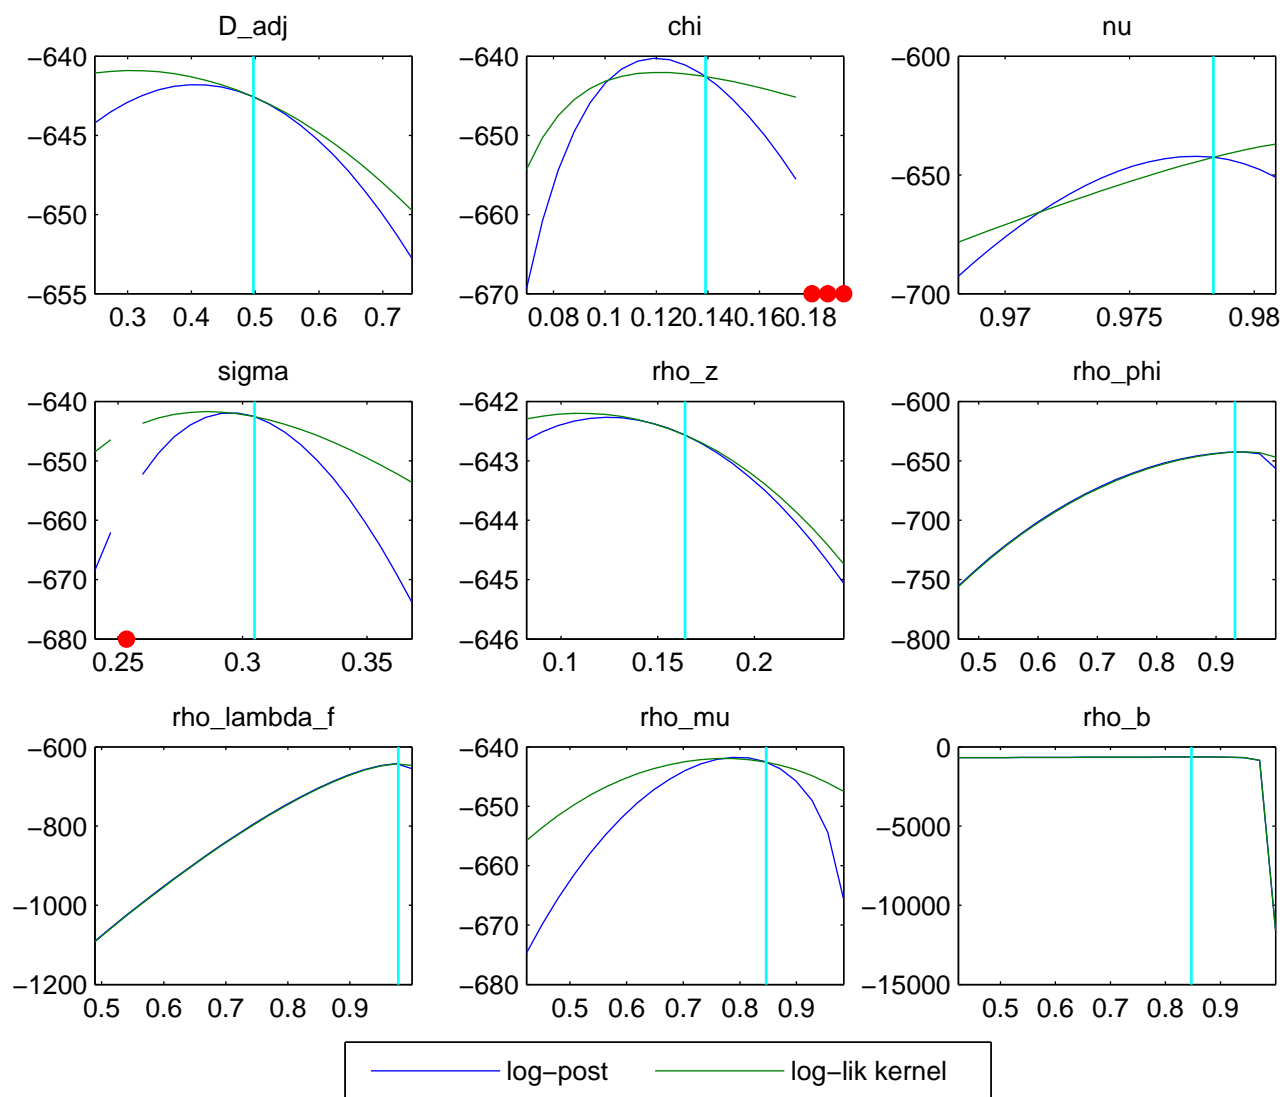 D_adj
chi
nu
−640
−645
−650
−655
0.3 0.4 0.5 0.6 0.7
−640
−650
−660
−670
0.08 0.1 0.12 0.14 0.16 0.18
−600
−650
−700
0.97 0.975 0.98
sigma
rho_z
rho_phi
−640
−650
−660
−670
−680
0.25 0.3 0.35
−642
−643
−644
−645
−646
0.1 0.15 0.2
−600
−650
−700
−750
−800
0.5 0.6 0.7 0.8 0.9
rho_lambda_f
rho_mu
rho_b
−600
−800
−1000
−1200
0.5 0.6 0.7 0.8 0.9
−640
−650
−660
−670
−680
0.5 0.6 0.7 0.8 0.9
0
−5000
−10000
−15000
0.5 0.6 0.7 0.8 0.9
log−post
log−lik kernel